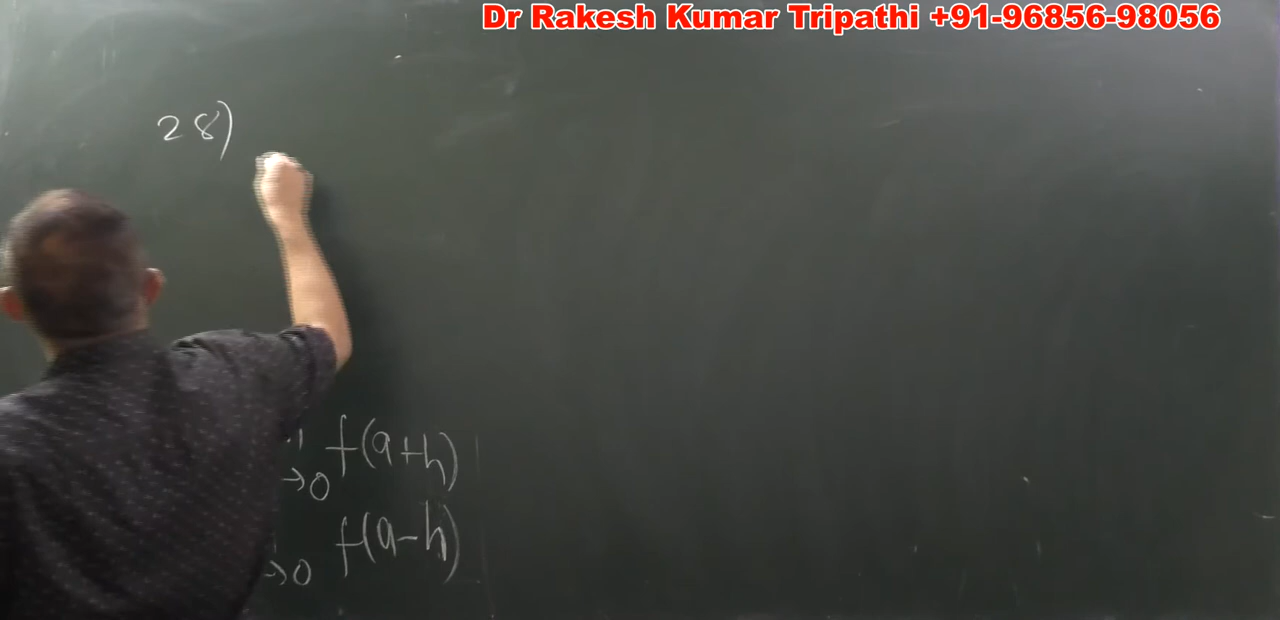 Dr Rakesh Kumar Tripathi +91-96856-98056
28)
f(a+h)
→0
f(a-h)
→0